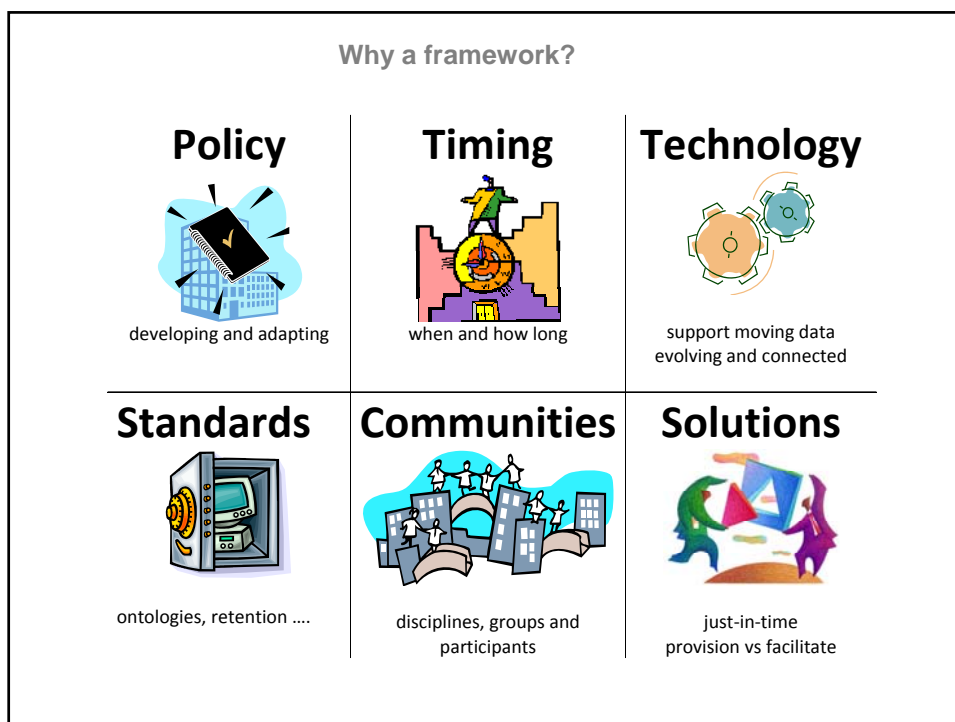 Why a framework?
Policy
developing and adapting
Timing
when and how long
Technology
support moving data
evolving and connected
Standards
ontologies, retention ….
Communities
disciplines, groups and
participants
Solutions
just-in-time
provision vs facilitate